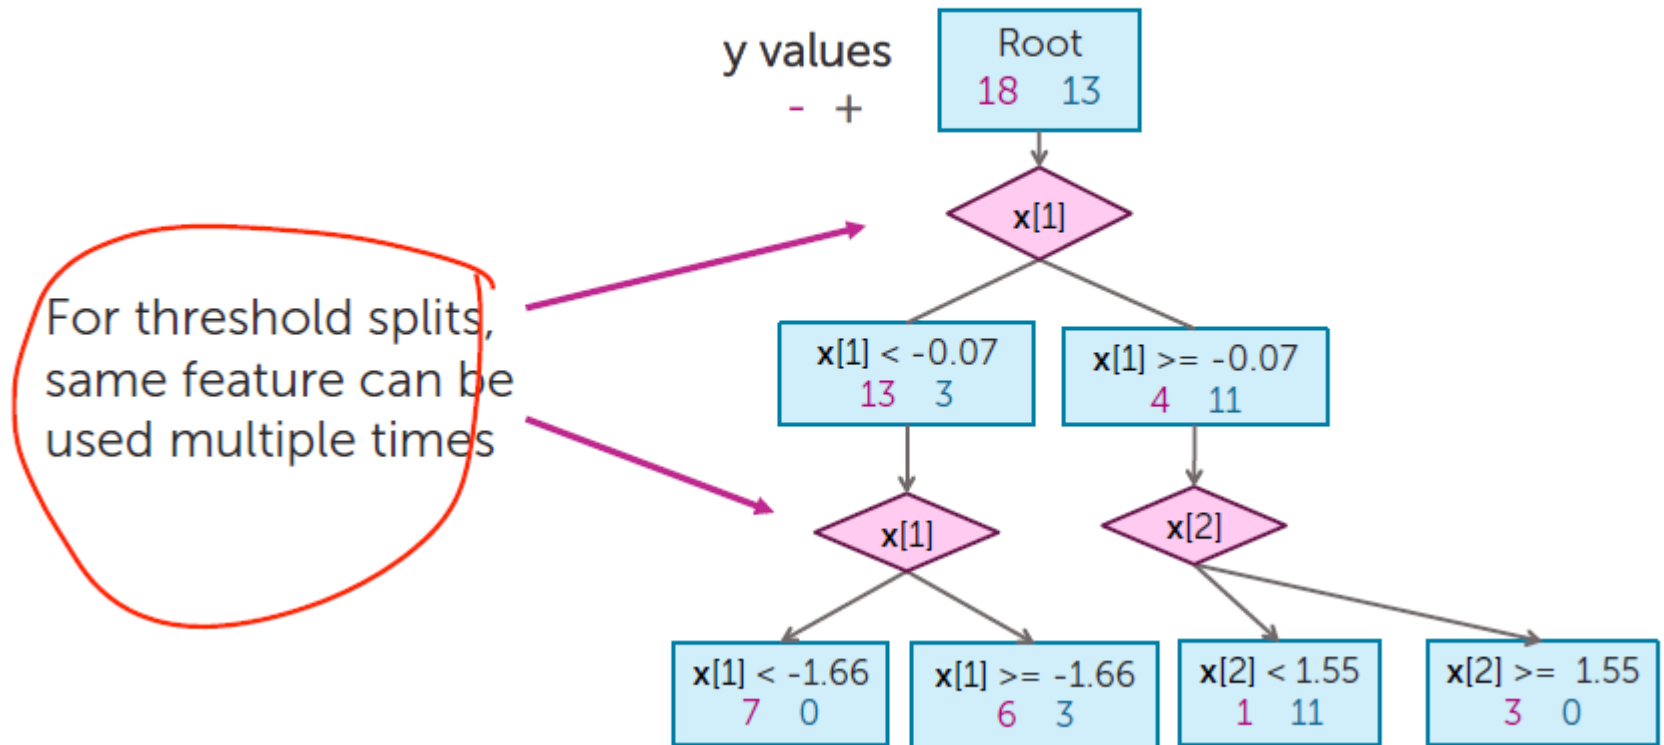 y values
- +
Root
18 13
x[1]
For threshold splits,
same feature can be
used multiple times
x[1] < -0.07
13 3
x[1] >= -0.07
4 11
x[1]
x[2]
x[1] < -1.66
7 0
x[1] >= -1.66
6 3
x[2] < 1.55
1 11
x[2] >= 1.55
3 0